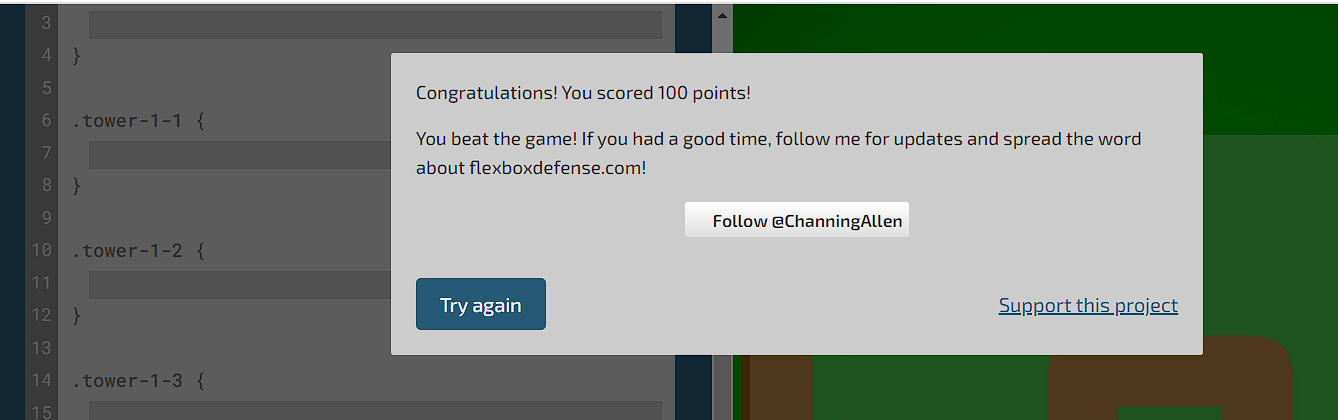 3
4 }
5
6 .tower-1-1 {
7
8 }
9
10 .tower-1-2 {
11
12 }
13
14 .tower-1-3 {
15
Congratulations! You scored 100 points!
You beat the game! If you had a good time, follow me for updates and spread the word
about flexboxdefense.com!
Follow @ChanningAllen
Try again
Support this project